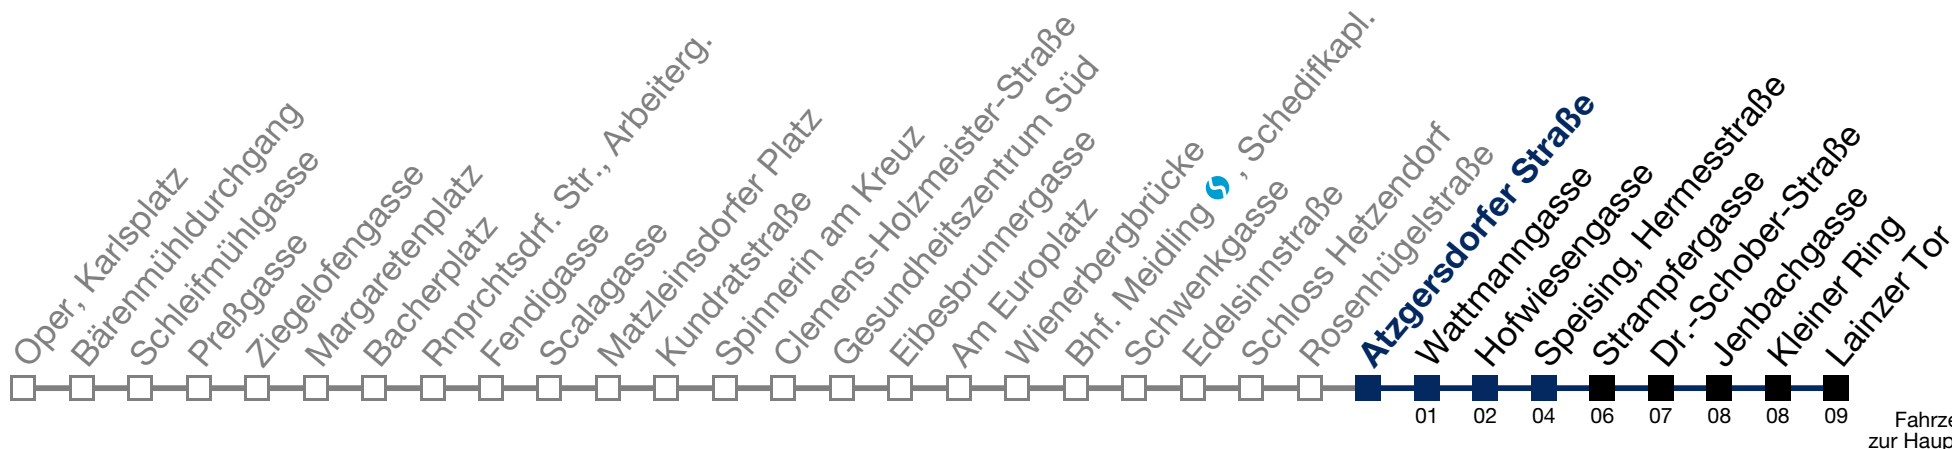 Oper, Karlsplatz
Bärenmühldurchgang
Schleifmühlgasse
Preßgasse
Ziegelofengasse
Margaretenplatz
Bacherplatz
Rnprchtsdrf. Str., Arbeiterg.
Fendigasse
Scalagasse
Matzleinsdorfer Platz
Kundratstraße
Spinnerin am Kreuz
Clemens-Holzmeister-Straße
Gesundheitszentrum Süd
Eibesbrunnergasse
Am Europlatz
Wienerbergbrücke
Bhf. Meidling , Schedifkapl.
Schwenkgasse
Edelsinnstraße
Schloss Hetzendorf
Rosenhügelstraße
Atzgersdorfer Straße
Wattmanngasse
Hofwiesengasse
Speising, Hermesstraße
Strampfergasse
Dr.-Schober-Straße
Jenbachgasse
Kleiner Ring
Lainzer Tor
01 02 04 06 07 08 08 09
Fahrze
zur Haup